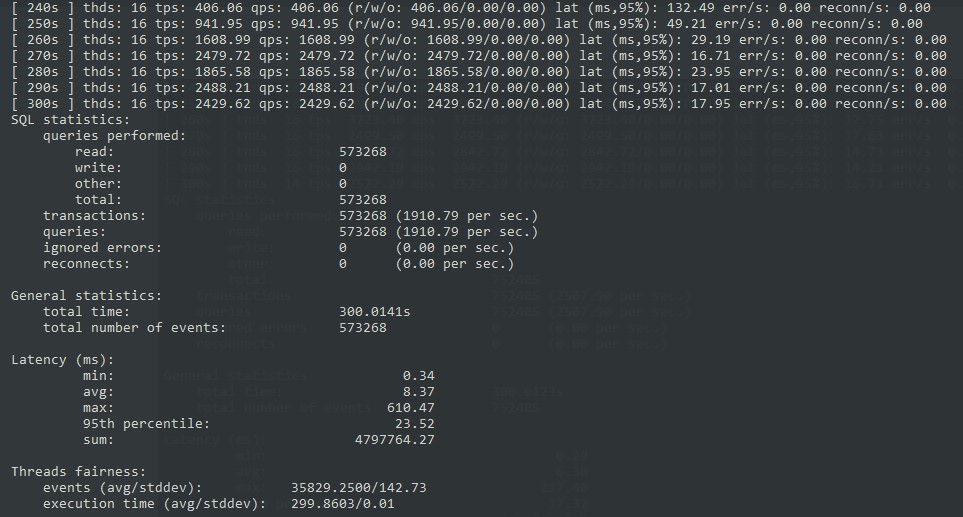 [ 240s ] thds: 16 tps: 406.06 qps: 406.06 (r/w/o: 406.06/0.00/0.00) lat (ms,95%): 132.49 err/s: 0.00 reconn/s: 0.00
[ 250s ] thds: 16 tps: 941.95 qps: 941.95 (r/w/o: 941.95/0.00/0.00) lat (ms,95%): 49.21 err/s: 0.00 reconn/s: 0.00
[ 260s ] thds: 16 tps: 1608.99 qps: 1608.99 (r/w/o: 1608.99/0.00/0.00) lat (ms,95%): 29.19 err/s: 0.00 reconn/s: 0.00
[ 270s ] thds: 16 tps: 2479.72 qps: 2479.72 (r/w/o: 2479.72/0.00/0.00) lat (ms,95%): 16.71 err/s: 0.00 reconn/s: 0.00
[ 280s ] thds: 16 tps: 1865.58 qps: 1865.58 (r/w/o: 1865.58/0.00/0.00) lat (ms,95%): 23.95 err/s: 0.00 reconn/s: 0.00
[ 290s ] thds: 16 tps: 2488.21 qps: 2488.21 (r/w/o: 2488.21/0.00/0.00) lat (ms,95%): 17.01 err/s: 0.00 reconn/s: 0.00
[ 300s ] thds: 16 tps: 2429.62 qps: 2429.62 (r/w/o: 2429.62/0.00/0.00) lat (ms,95%): 17.95 err/s: 0.00 reconn/s: 0.00
SQL statistics:
queries performed:
read: 573268
write: 0
other: 0
total: 573268
transactions: 573268 (1910.79 per sec.)
queries: 573268 (1910.79 per sec.)
ignored errors: 0 (0.00 per sec.)
reconnects: 0 (0.00 per sec.)
General statistics:
total time: 300.0141s
total number of events: 573268
Latency (ms):
min: 0.34
avg: 8.37
max: 610.47
95th percentile: 23.52
sum: 4797764.27
Threads fairness:
events (avg/stddev): 35829.2500/142.73
execution time (avg/stddev): 299.8603/0.01